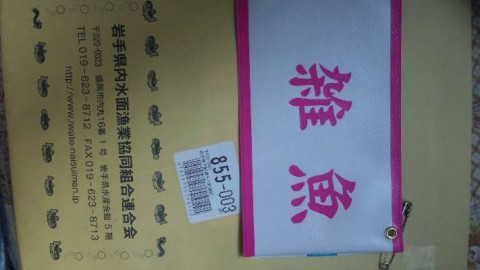 雑魚
岩手県内水面漁業協同組合連合会
〒020-0023 盛岡市内丸16番1号 岩手県水産会館5階
TEL 019-623-8712 FAX 019-623-8713
http://www.iwate-naisuimen.jp
855-003